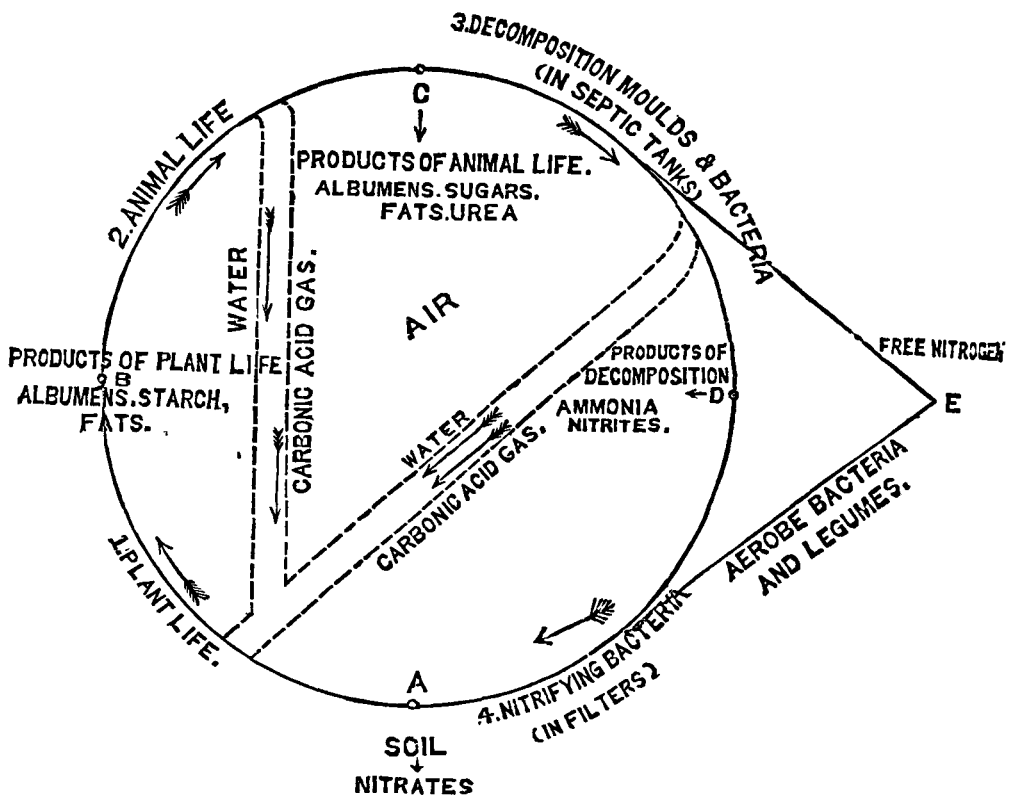 3.DECOMPOSITION MOULDS & BACTERIA
(IN SEPTIC TANKS)
C
2. ANIMAL LIFE
PRODUCTS OF ANIMAL LIFE.
ALBUMENS.SUGARS.
FATS.UREA
WATER
CARBONIC ACID GAS.
AIR
PRODUCTS OF PLANT LIFE
B
ALBUMENS.STARCH,
FATS.
PRODUCTS OF
DECOMPOSITION
D
AMMONIA
NITRITES.
FREE NITROGEN
E
WATER
CARBONIC ACID GAS.
AEROBE BACTERIA
AND LEGUMES.
1.PLANT LIFE.
A
4.NITRIFYING BACTERIA
(IN FILTERS)
SOIL
NITRATES